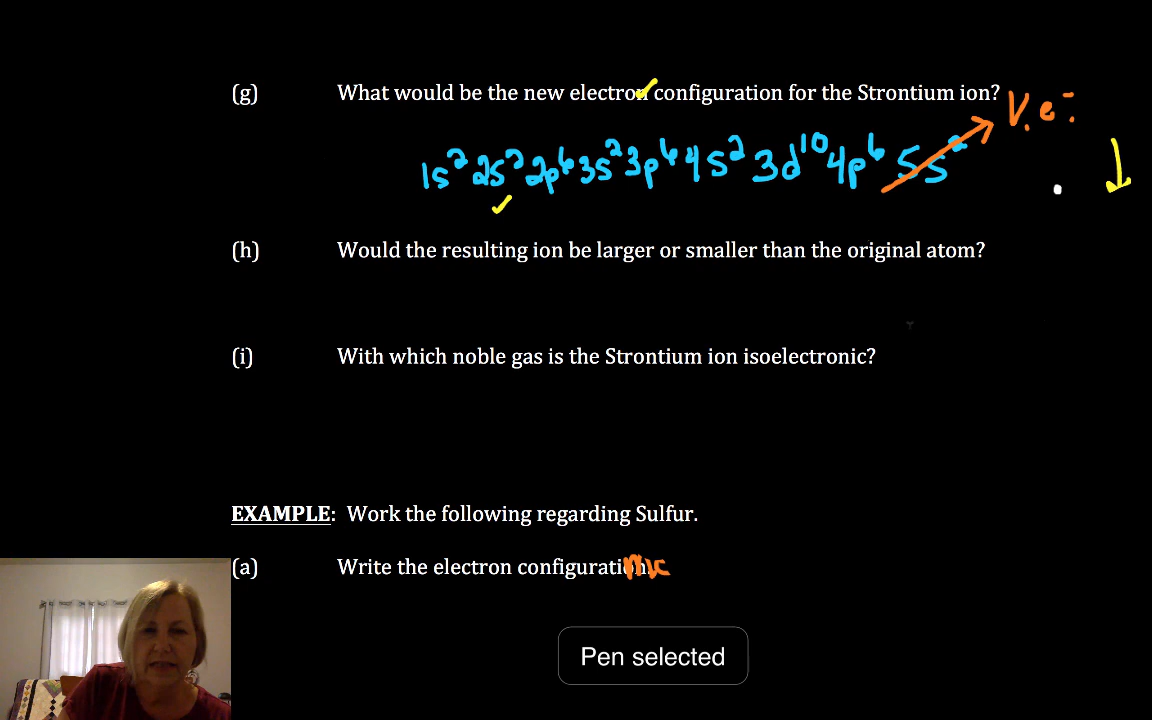 (g) What would be the new electron configuration for the Strontium ion?
V.e⁻.
1s² 2s² 2p⁶ 3s² 3p⁶ 4s² 3d¹⁰ 4p⁶ 5s²
(h) Would the resulting ion be larger or smaller than the original atom?
(i) With which noble gas is the Strontium ion isoelectronic?
EXAMPLE: Work the following regarding Sulfur.
(a) Write the electron configuration.
Pen selected